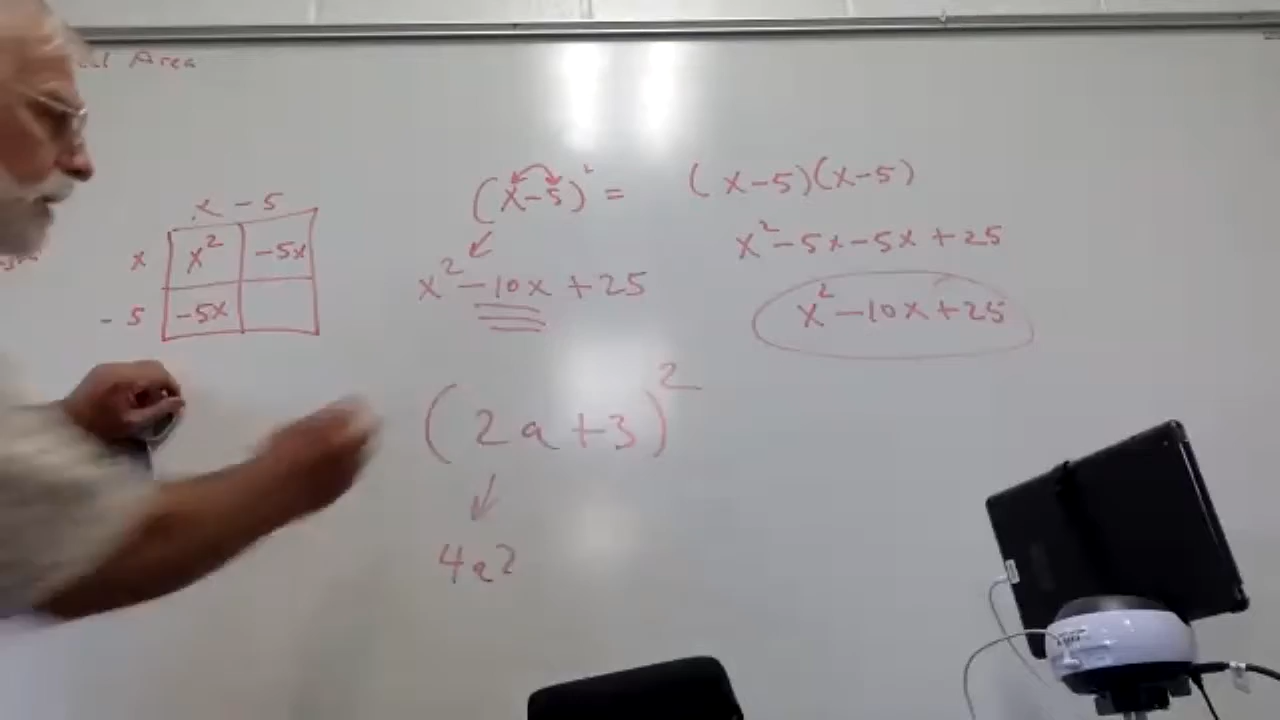 Area
x - 5
x x² -5x
- 5 -5x
(x-5)² = (x-5)(x-5)
x² - 5x - 5x + 25
x² - 10x + 25
x² - 10x + 25
(2a+3)²
4a2